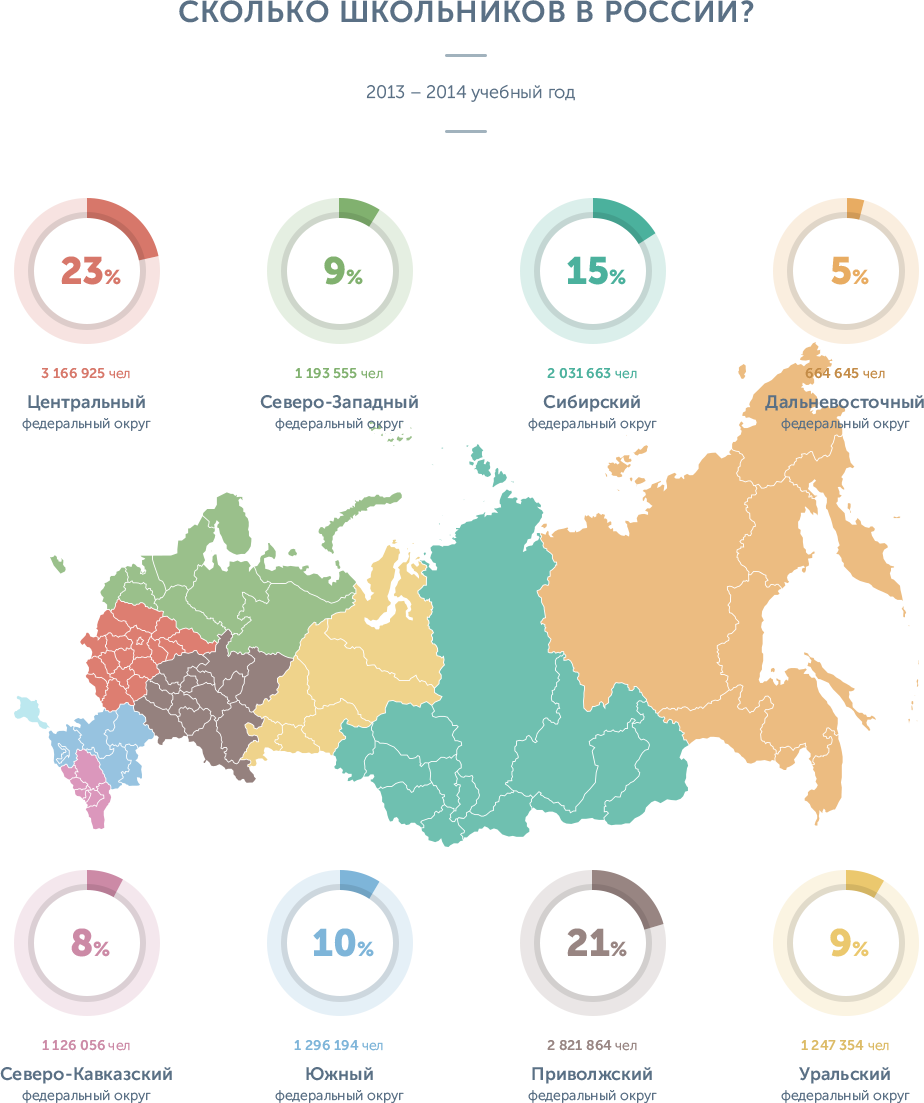 СКОЛЬКО ШКОЛЬНИКОВ В РОССИИ?
2013 – 2014 учебный год
23%
9%
15%
5%
3 166 925 чел
1 193 555 чел
2 031 663 чел
664 645 чел
Центральный
Северо-Западный
Сибирский
Дальневосточный
федеральный округ
федеральный округ
федеральный округ
федеральный округ
8%
10%
21%
9%
1 126 056 чел
1 296 194 чел
2 821 864 чел
1 247 354 чел
Северо-Кавказский
Южный
Приволжский
Уральский
федеральный округ
федеральный округ
федеральный округ
федеральный округ